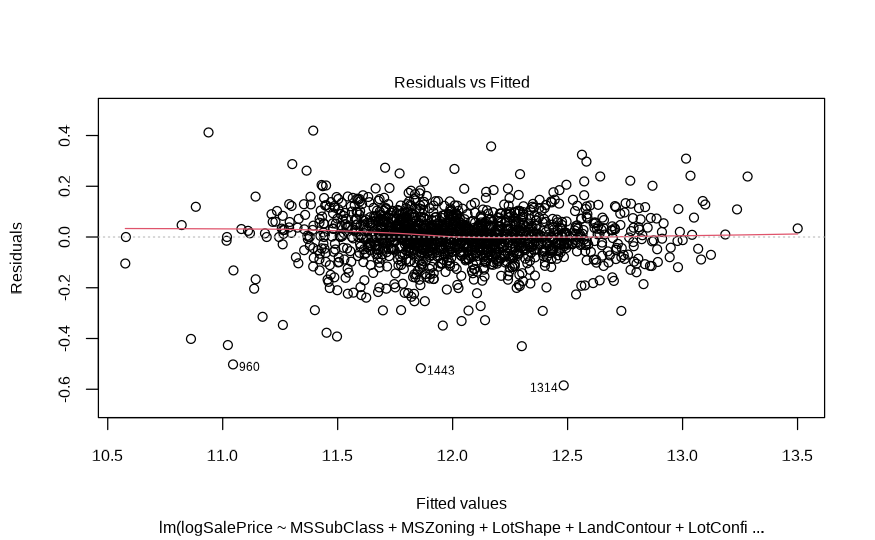 Residuals vs Fitted
Residuals
0.4
0.2
0.0
-0.2
-0.4
-0.6
960
1443
1314
10.5 11.0 11.5 12.0 12.5 13.0 13.5
Fitted values
lm(logSalePrice ~ MSSubClass + MSZoning + LotShape + LandContour + LotConfi ...